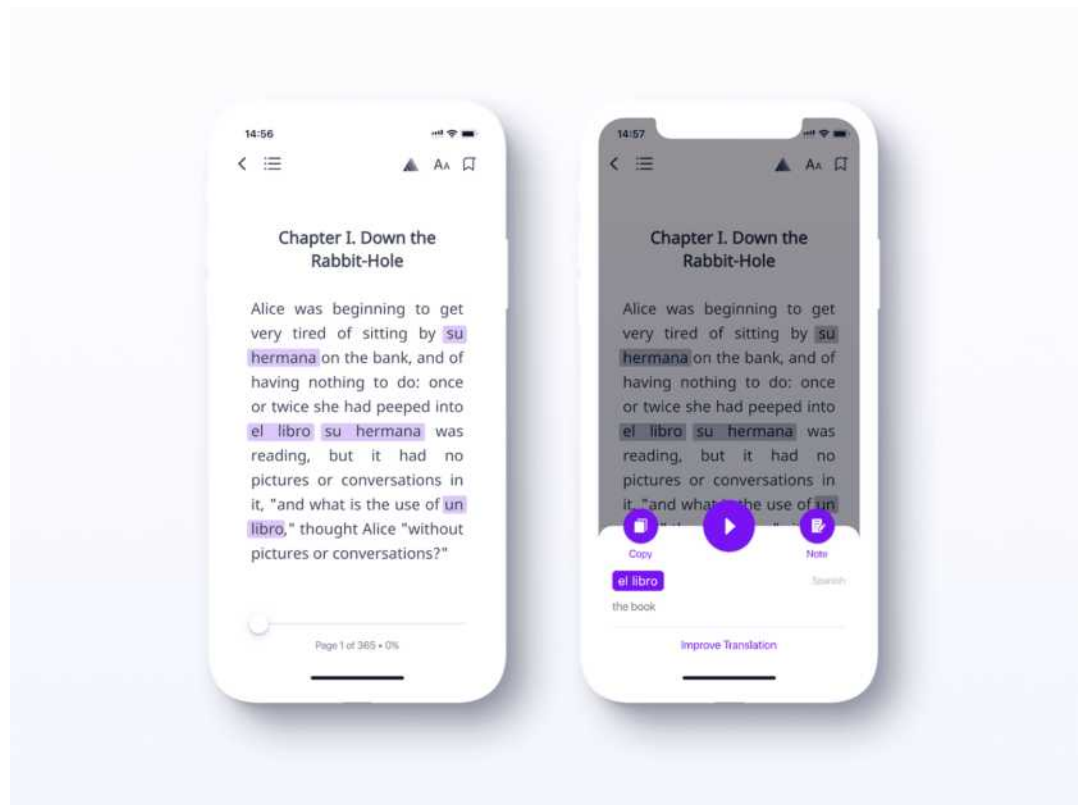 14:56
AA
Chapter I. Down the
Rabbit-Hole
Alice was beginning to get
very tired of sitting by su
hermana on the bank, and of
having nothing to do: once
or twice she had peeped into
el libro su hermana was
reading, but it had no
pictures or conversations in
it, "and what is the use of un
libro," thought Alice "without
pictures or conversations?"
Page 1 of 365 • 0%
14:57
AA
Chapter I. Down the
Rabbit-Hole
Alice was beginning to get
very tired of sitting by su
hermana on the bank, and of
having nothing to do: once
or twice she had peeped into
el libro su hermana was
reading, but it had no
pictures or conversations in
it, "and what the use of un
Copy
Note
el libro
Spanish
the book
Improve Translation